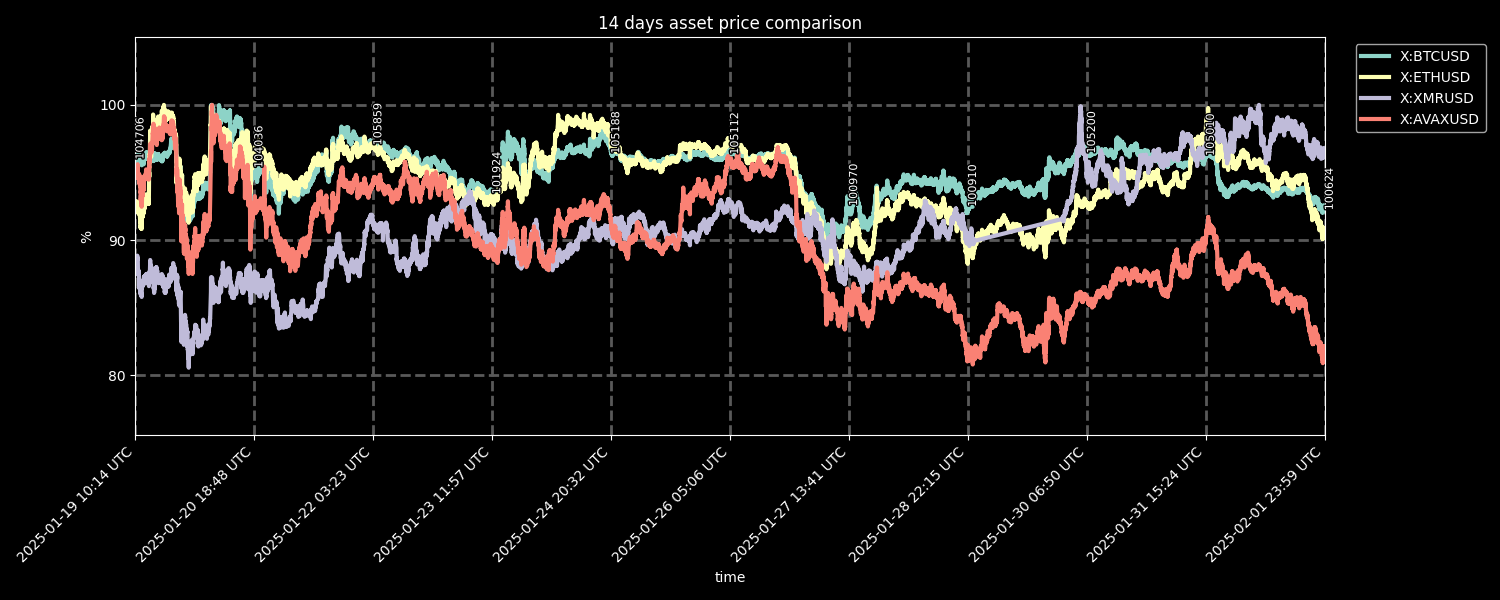 14 days asset price comparison
X:BTCUSD
X:ETHUSD
X:XMRUSD
X:AVAXUSD
100
90
80
%
104706
104036
105859
101924
105188
105112
100970
100910
105200
105010
100624
2025-01-19 10:14 UTC
2025-01-20 18:48 UTC
2025-01-22 03:23 UTC
2025-01-23 11:57 UTC
2025-01-24 20:32 UTC
2025-01-26 05:06 UTC
2025-01-27 13:41 UTC
2025-01-28 22:15 UTC
2025-01-30 06:50 UTC
2025-01-31 15:24 UTC
2025-02-01 23:59 UTC
time